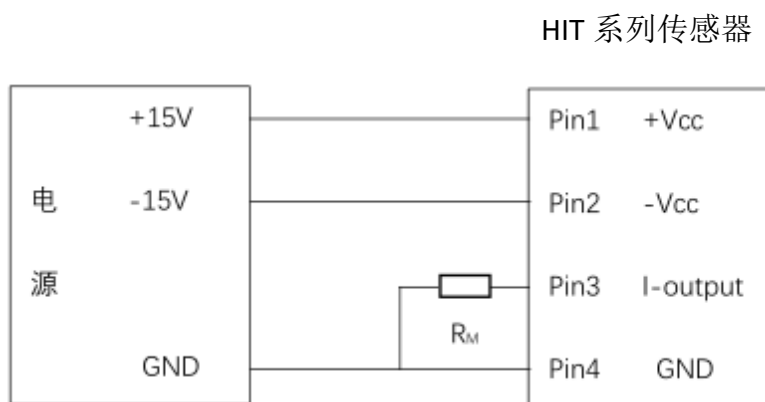 HIT 系列传感器
+15V Pin1 +Vcc
电 -15V Pin2 -Vcc
源 Pin3 I-output
RM
GND Pin4 GND